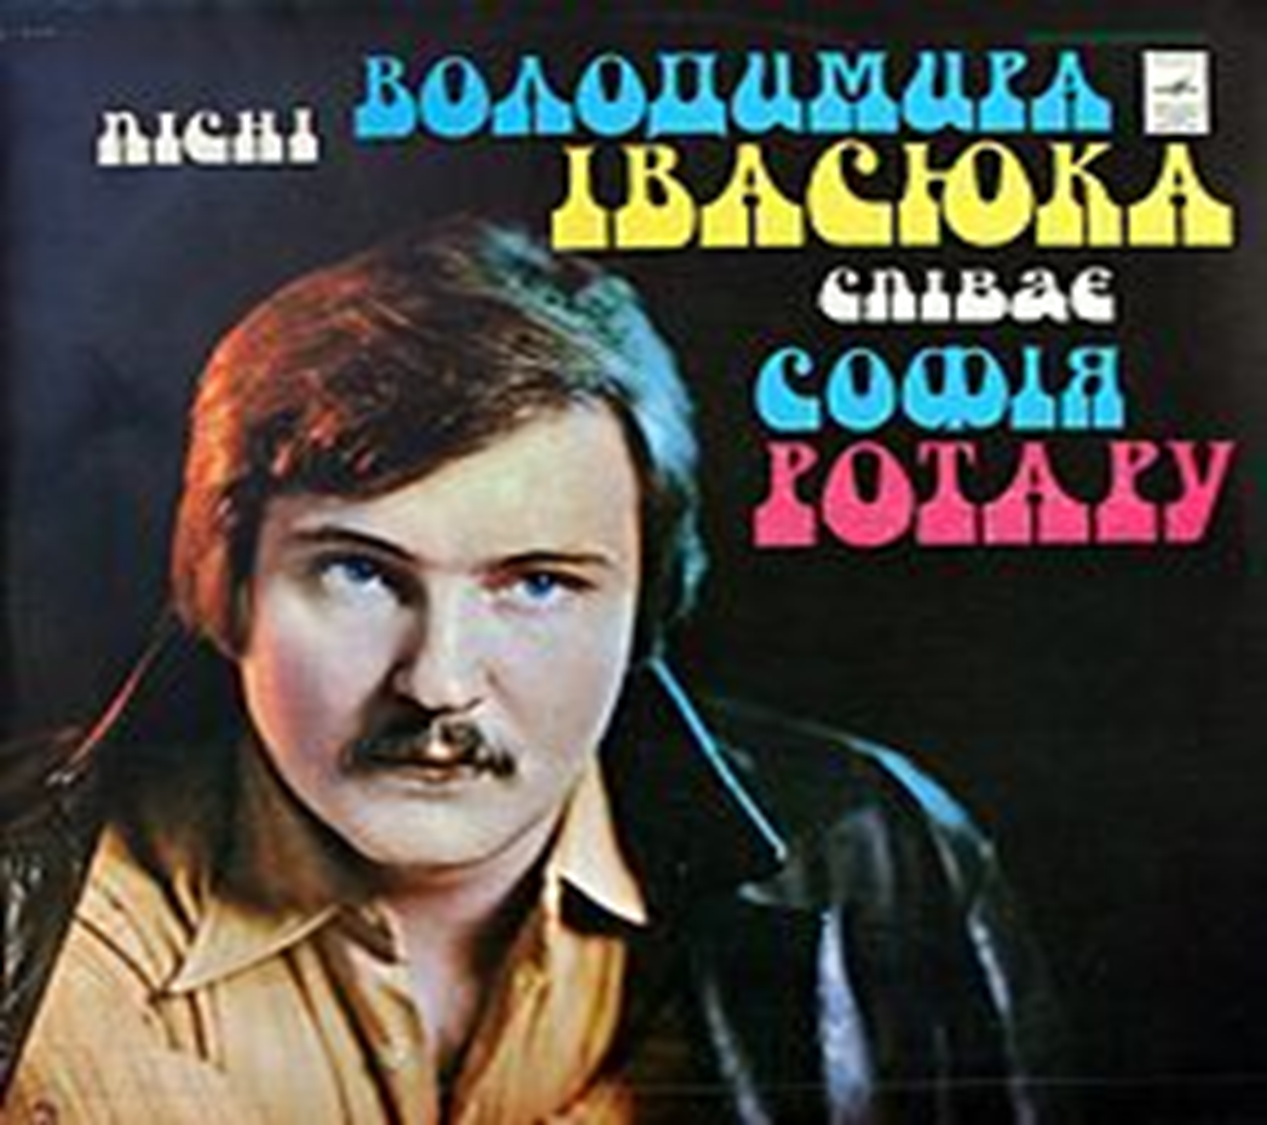 пісні
Володимира
Івасюка
співає
Софія
Ротару